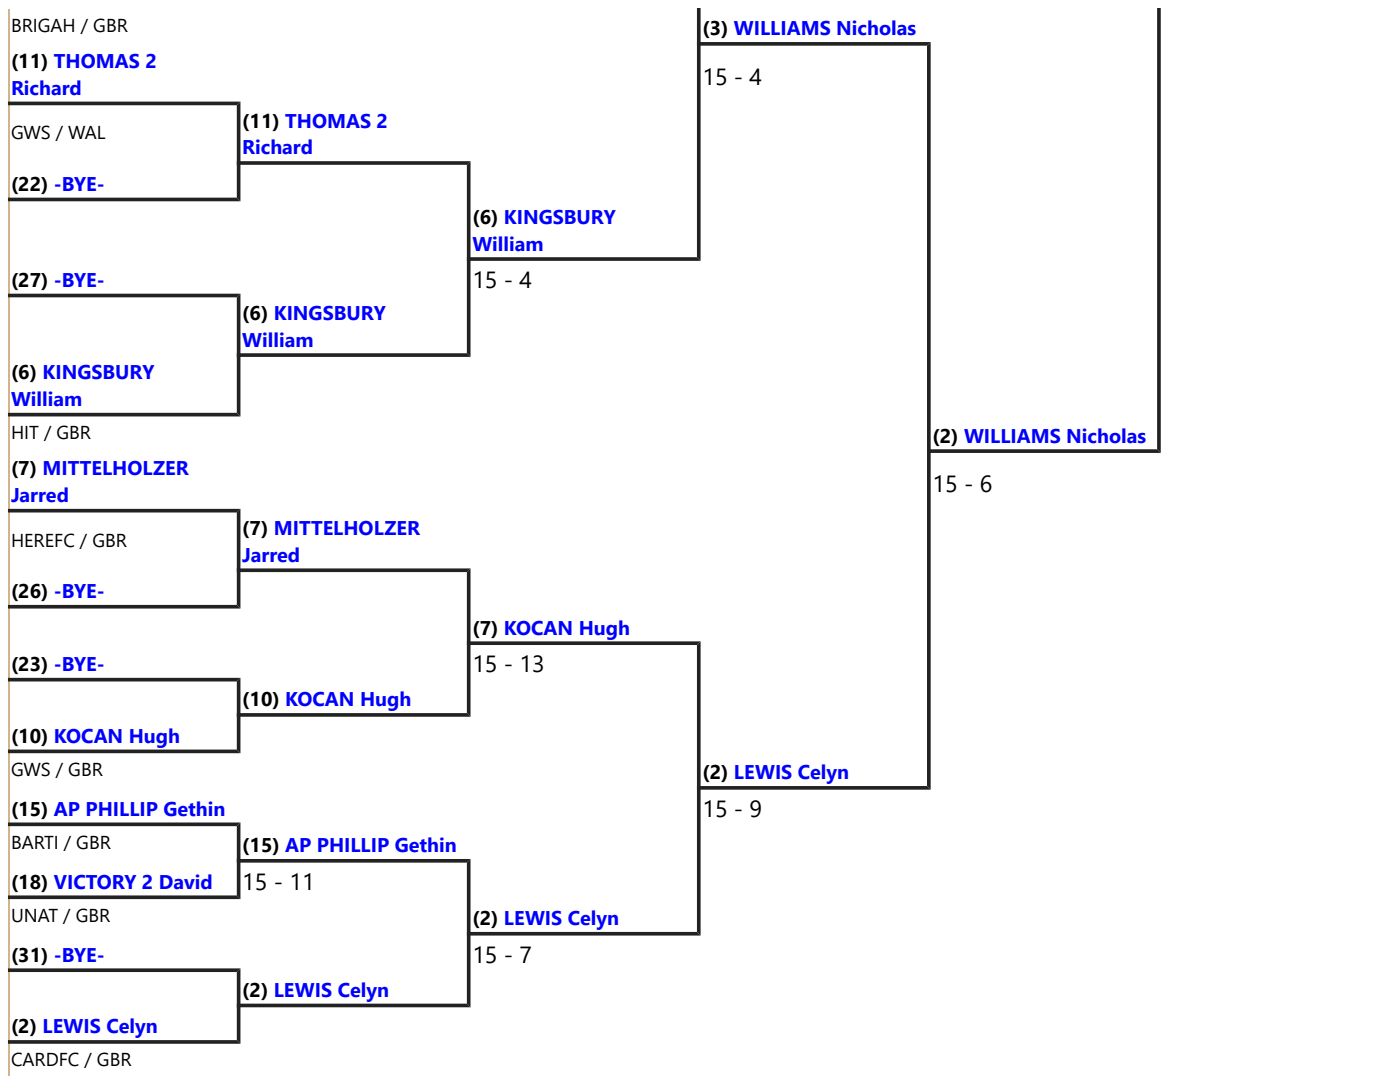 BRIGAH / GBR
(11) THOMAS 2
Richard
GWS / WAL
(22) -BYE-
(27) -BYE-
(6) KINGSBURY
William
HIT / GBR
(7) MITTELHOLZER
Jarred
HEREFC / GBR
(26) -BYE-
(23) -BYE-
(10) KOCAN Hugh
GWS / GBR
(15) AP PHILLIP Gethin
BARTI / GBR
(18) VICTORY 2 David
UNAT / GBR
(31) -BYE-
(2) LEWIS Celyn
CARDFC / GBR
(11) THOMAS 2
Richard
(6) KINGSBURY
William
(7) MITTELHOLZER
Jarred
(10) KOCAN Hugh
(15) AP PHILLIP Gethin
15 - 11
(2) LEWIS Celyn
(6) KINGSBURY
William
15 - 4
(7) KOCAN Hugh
15 - 13
(2) LEWIS Celyn
15 - 7
(3) WILLIAMS Nicholas
15 - 4
(2) LEWIS Celyn
15 - 9
(2) WILLIAMS Nicholas
15 - 6